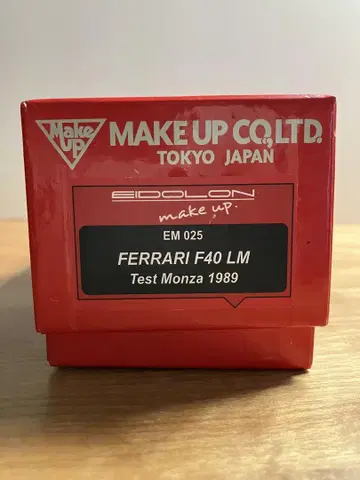 Make
UP
MAKE UP CO., LTD.
TOKYO JAPAN
EIDOLON
make up.
EM 025
FERRARI F40 LM
Test Monza 1989